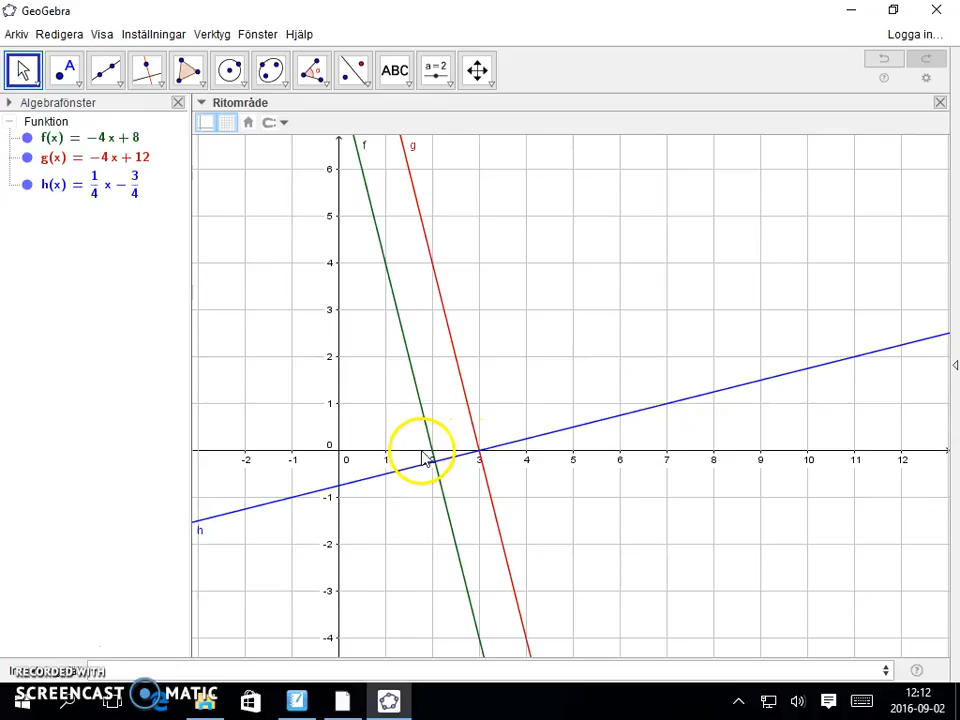 GeoGebra
Arkiv Redigera Visa Inställningar Verktyg Fönster Hjälp
Logga in...
A ABC a = 2
Algebrafönster
Ritområde
Funktion
f(x) = −4 x + 8
g(x) = −4 x + 12
h(x) = 1/4 x − 3/4
f g
6
5
4
3
2
1
0
-2 -1 0 1 2 3 4 5 6 7 8 9 10 11 12
-1
h
-2
-3
-4
RECORDED WITH
SCREENCAST MATIC
12:12
2016-09-02